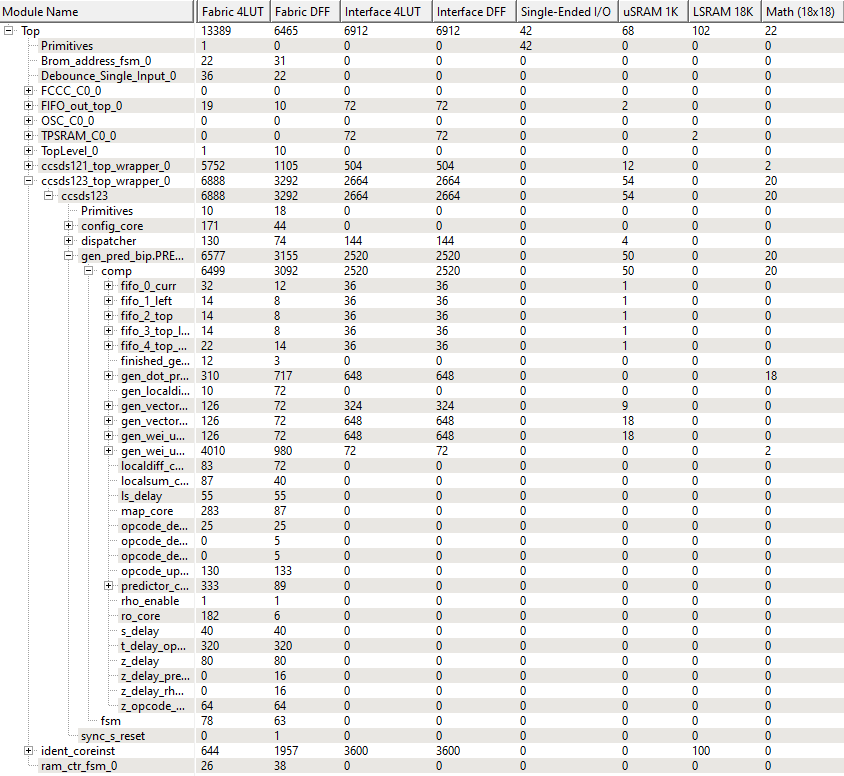 Module Name Fabric 4LUT Fabric DFF Interface 4LUT Interface DFF Single-Ended I/O uSRAM 1K LSRAM 18K Math (18x18)
Top 13389 6465 6912 6912 42 68 102 22
Primitives 1 0 0 0 42 0 0 0
Brom_address_fsm_0 22 31 0 0 0 0 0 0
Debounce_Single_Input_0 36 22 0 0 0 0 0 0
FCCC_C0_0 0 0 0 0 0 0 0 0
FIFO_out_top_0 19 10 72 72 0 2 0 0
OSC_C0_0 0 0 0 0 0 0 0 0
TPSRAM_C0_0 0 0 72 72 0 0 2 0
TopLevel_0 1 10 0 0 0 0 0 0
ccsds121_top_wrapper_0 5752 1105 504 504 0 12 0 2
ccsds123_top_wrapper_0 6888 3292 2664 2664 0 54 0 20
ccsds123 6888 3292 2664 2664 0 54 0 20
Primitives 10 18 0 0 0 0 0 0
config_core 171 44 0 0 0 0 0 0
dispatcher 130 74 144 144 0 4 0 0
gen_pred_bip.PRE... 6577 3155 2520 2520 0 50 0 20
comp 6499 3092 2520 2520 0 50 0 20
fifo_0_curr 32 12 36 36 0 1 0 0
fifo_1_left 14 8 36 36 0 1 0 0
fifo_2_top 14 8 36 36 0 1 0 0
fifo_3_top_l... 14 8 36 36 0 1 0 0
fifo_4_top_... 22 14 36 36 0 1 0 0
finished_ge... 12 3 0 0 0 0 0 0
gen_dot_pr... 310 717 648 648 0 0 0 18
gen_localdi... 10 72 0 0 0 0 0 0
gen_vector... 126 72 324 324 0 9 0 0
gen_vector... 126 72 648 648 0 18 0 0
gen_wei_u... 126 72 648 648 0 18 0 0
gen_wei_u... 4010 980 72 72 0 0 0 2
localdiff_c... 83 72 0 0 0 0 0 0
localsum_c... 87 40 0 0 0 0 0 0
ls_delay 55 55 0 0 0 0 0 0
map_core 283 87 0 0 0 0 0 0
opcode_de... 25 25 0 0 0 0 0 0
opcode_de... 0 5 0 0 0 0 0 0
opcode_de... 0 5 0 0 0 0 0 0
opcode_up... 130 133 0 0 0 0 0 0
predictor_c... 333 89 0 0 0 0 0 0
rho_enable 1 1 0 0 0 0 0 0
ro_core 182 6 0 0 0 0 0 0
s_delay 40 40 0 0 0 0 0 0
t_delay_op... 320 320 0 0 0 0 0 0
z_delay 80 80 0 0 0 0 0 0
z_delay_pre... 0 16 0 0 0 0 0 0
z_delay_rh... 0 16 0 0 0 0 0 0
z_opcode_... 64 64 0 0 0 0 0 0
fsm 78 63 0 0 0 0 0 0
sync_s_reset 0 1 0 0 0 0 0 0
ident_coreinst 644 1957 3600 3600 0 0 100 0
ram_ctr_fsm_0 26 38 0 0 0 0 0 0